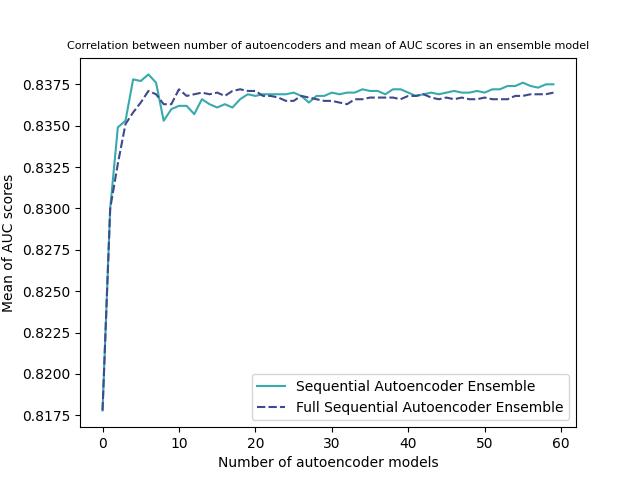 Correlation between number of autoencoders and mean of AUC scores in an ensemble model
Mean of AUC scores
0.8375
0.8350
0.8325
0.8300
0.8275
0.8250
0.8225
0.8200
0.8175
Sequential Autoencoder Ensemble
Full Sequential Autoencoder Ensemble
0 10 20 30 40 50 60
Number of autoencoder models